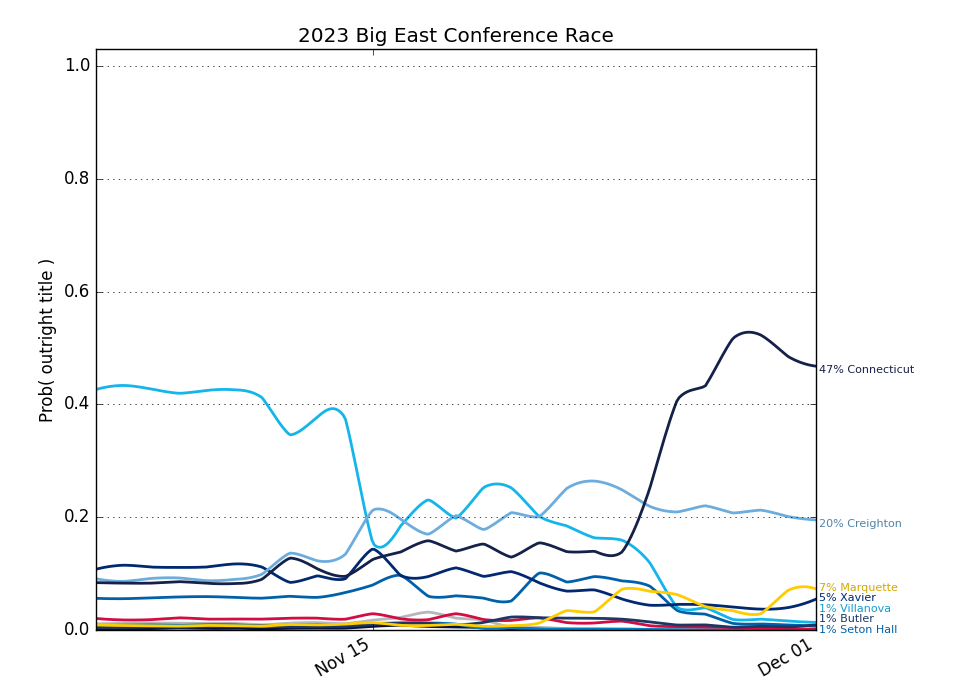 2023 Big East Conference Race
Prob( outright title )
1.0
0.8
0.6
0.4
0.2
0.0
Nov 15
Dec 01
47% Connecticut
20% Creighton
7% Marquette
5% Xavier
1% Villanova
1% Butler
1% Seton Hall